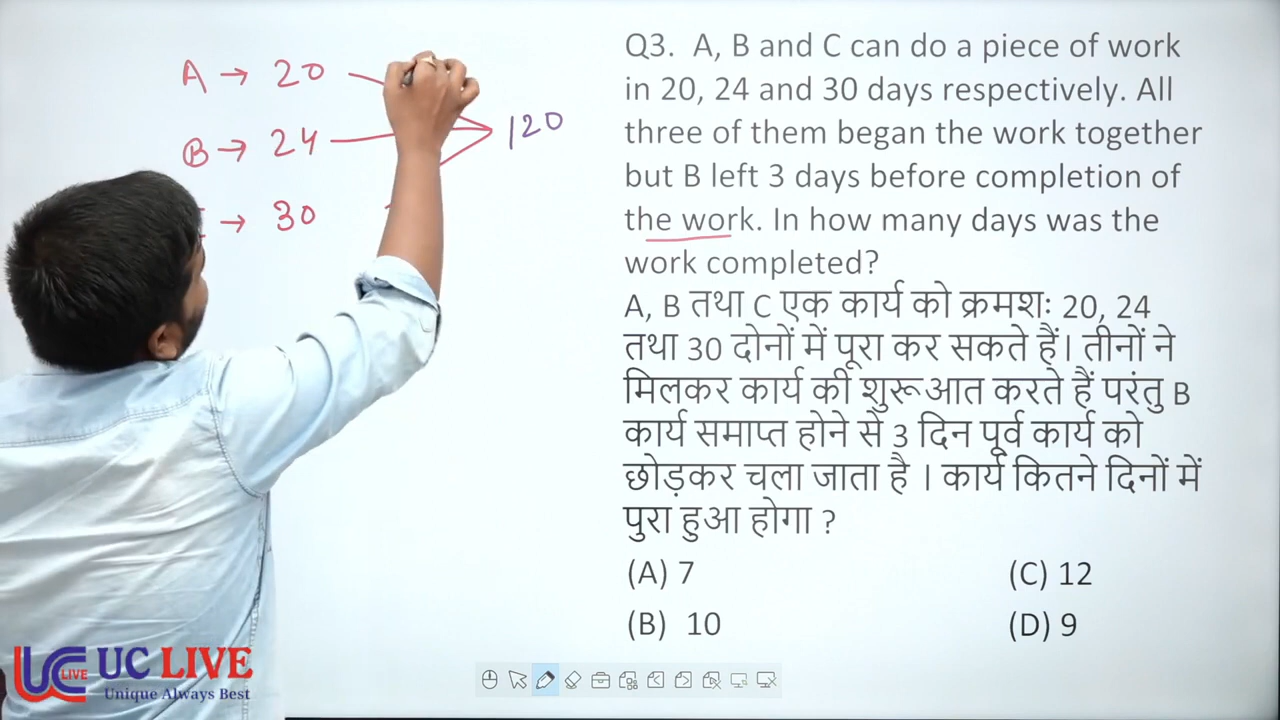 A → 20
B → 24
→ 30
120
Q3. A, B and C can do a piece of work
in 20, 24 and 30 days respectively. All
three of them began the work together
but B left 3 days before completion of
the work. In how many days was the
work completed?
A, B तथा C एक कार्य को क्रमशः 20, 24
तथा 30 दोनों में पूरा कर सकते हैं। तीनों ने
मिलकर कार्य की शुरूआत करते हैं परंतु B
कार्य समाप्त होने से 3 दिन पूर्व कार्य को
छोड़कर चला जाता है । कार्य कितने दिनों में
पुरा हुआ होगा ?
(A) 7
(C) 12
(B) 10
(D) 9
UC LIVE UC LIVE
Unique Always Best